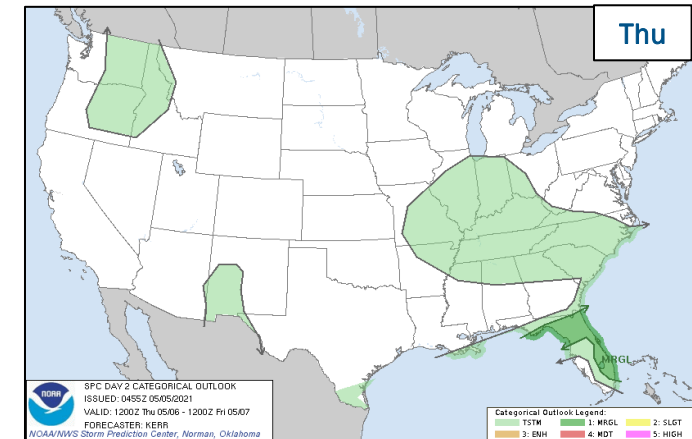 Thu
MRGL
SPC DAY 2 CATEGORICAL OUTLOOK
ISSUED: 0455Z 05/05/2021
VALID: 1200Z Thu 05/06 - 1200Z Fri 05/07
FORECASTER: KERR
NOAA/NWS Storm Prediction Center, Norman, Oklahoma
NOAA
Categorical Outlook Legend:
TSTM 1: MRGL 2: SLGT
3: ENH 4: MDT 5: HIGH